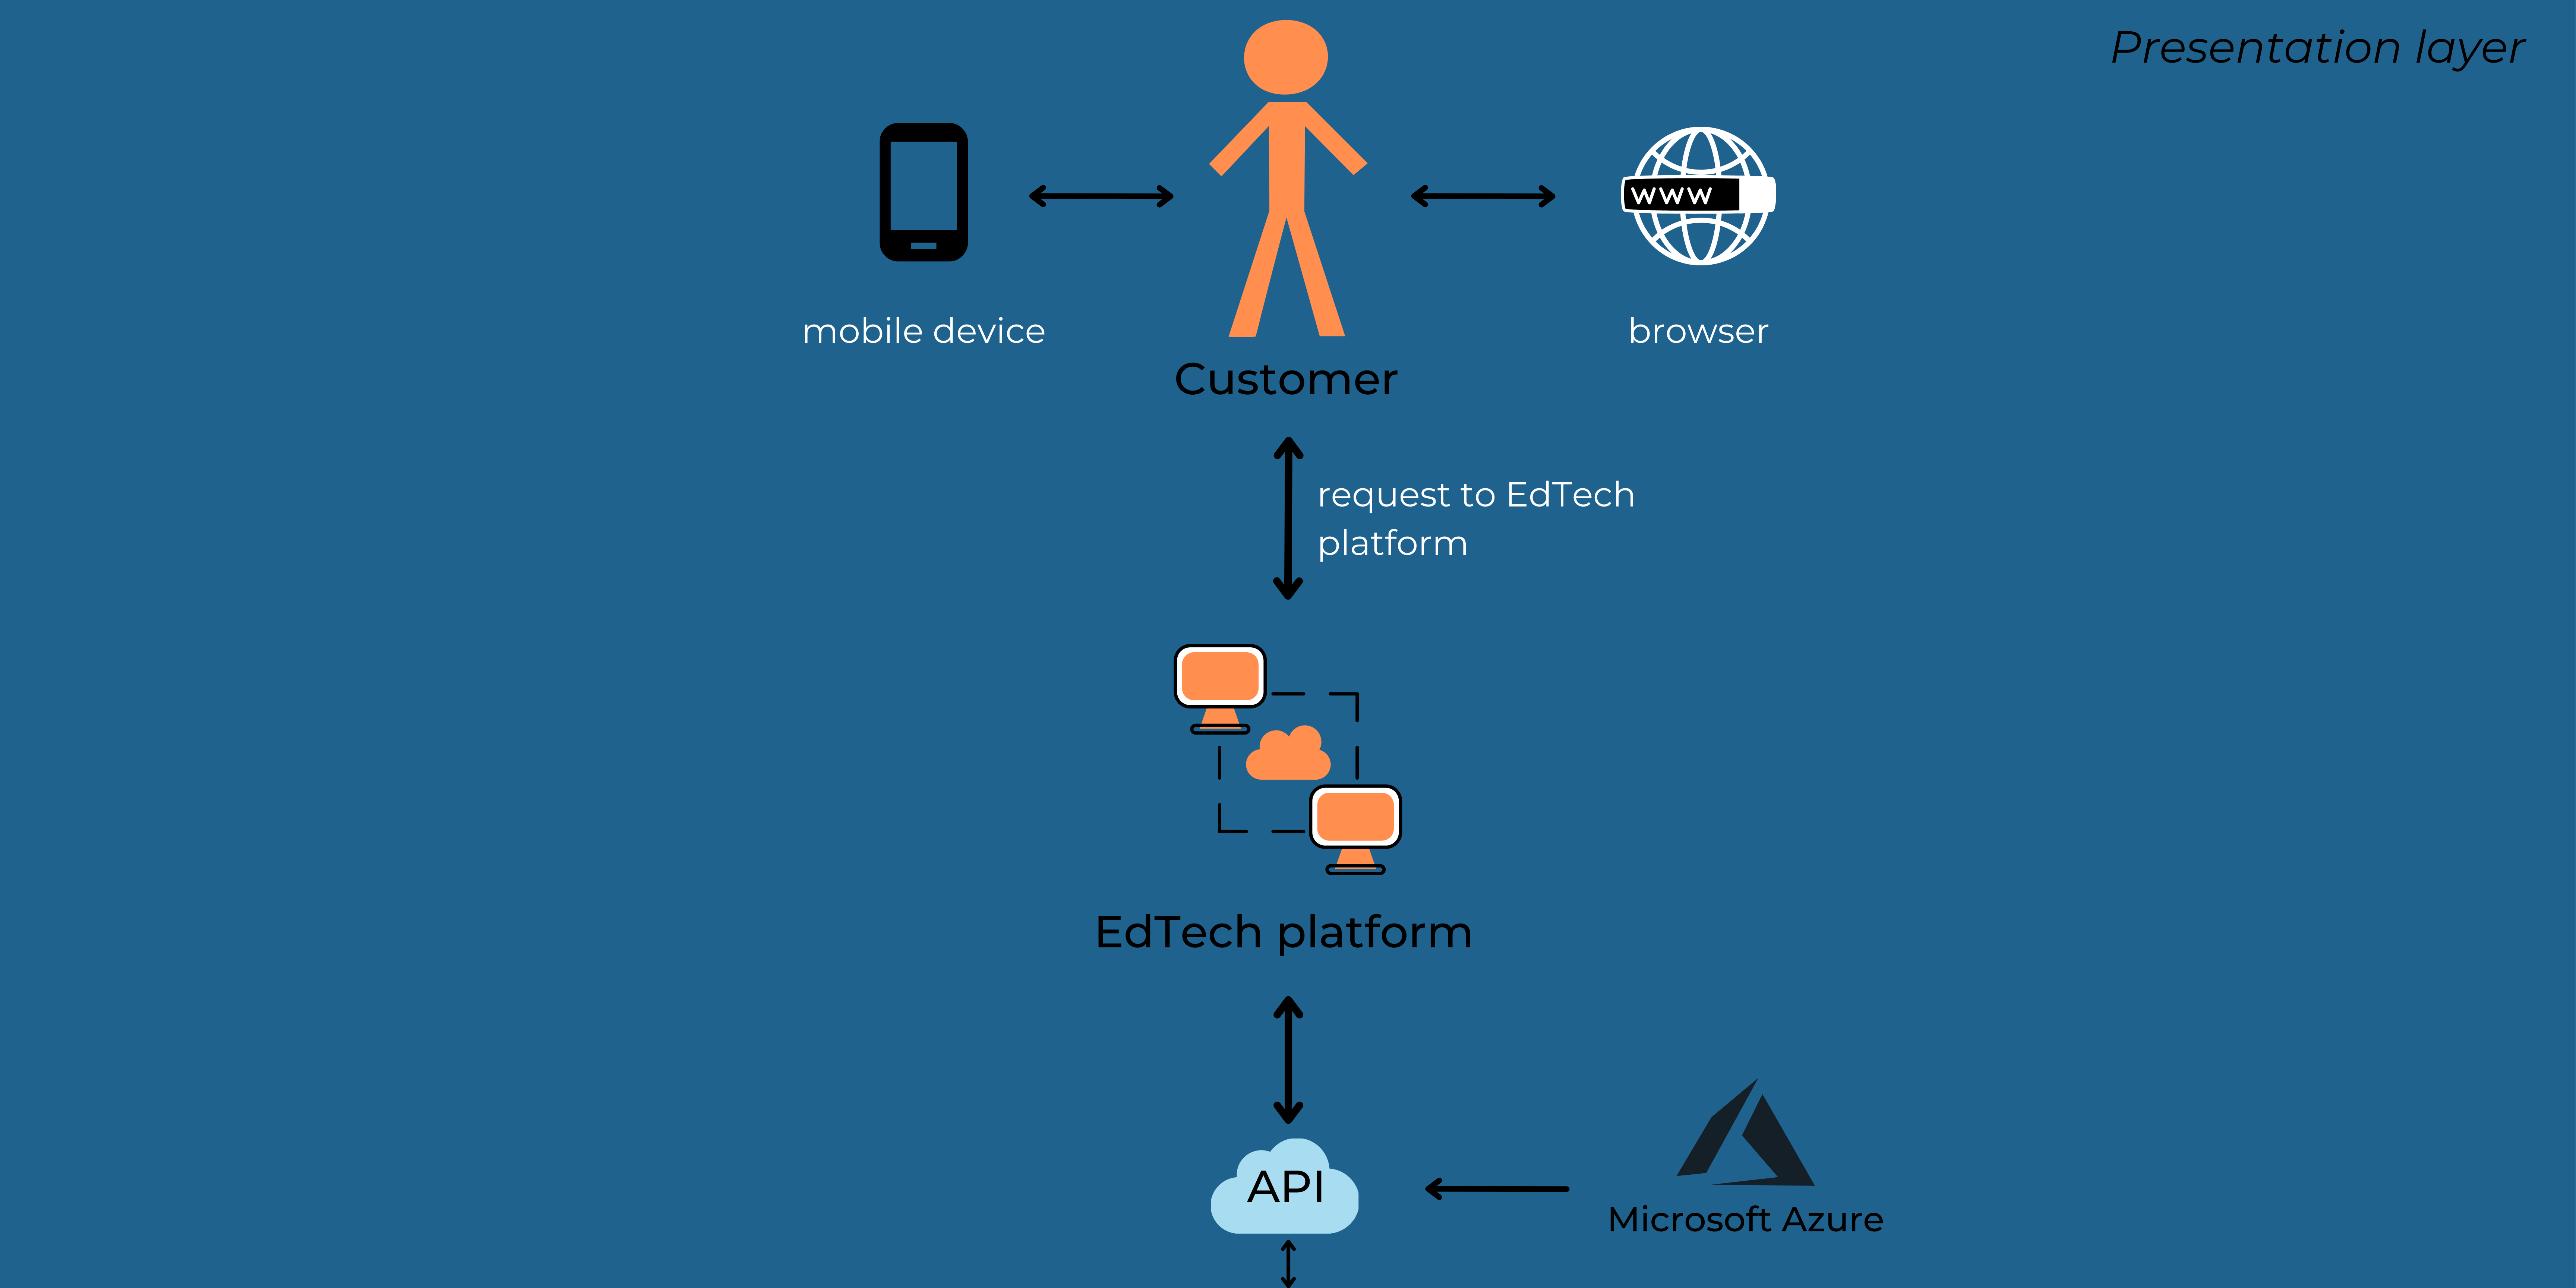 Presentation layer
www
mobile device
browser
Customer
request to EdTech
platform
EdTech platform
API
Microsoft Azure